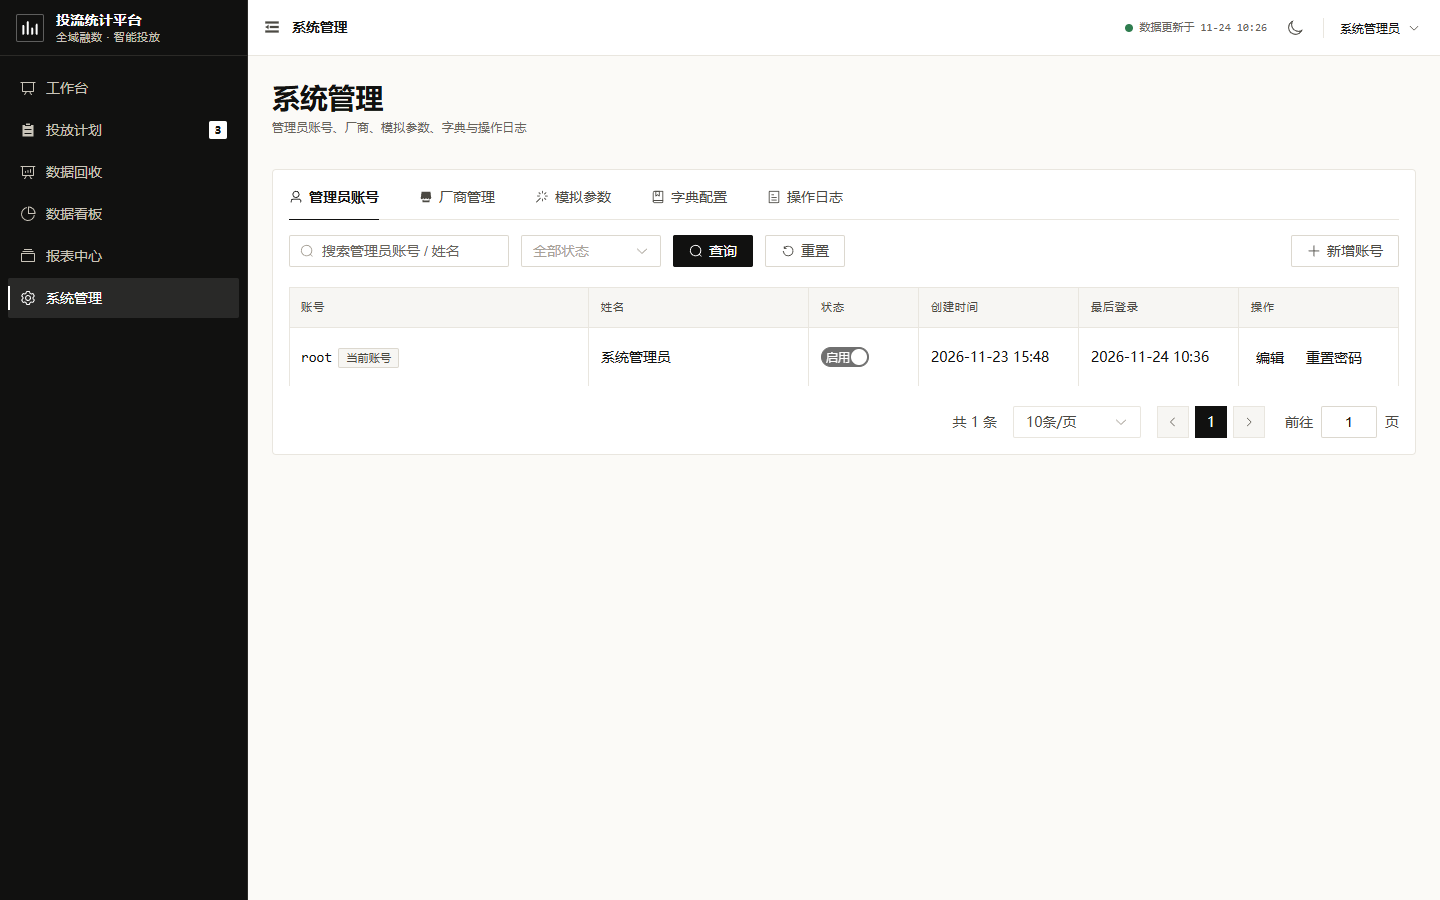 投流统计平台
全域融数 · 智能投放
工作台
投放计划 3
数据回收
数据看板
报表中心
系统管理
系统管理 数据更新于 11-24 10:26 系统管理员
系统管理
管理员账号、厂商、模拟参数、字典与操作日志
管理员账号 厂商管理 模拟参数 字典配置 操作日志
搜索管理员账号 / 姓名 全部状态 查询 重置 新增账号
账号 姓名 状态 创建时间 最后登录 操作
root 当前账号 系统管理员 启用 2026-11-23 15:48 2026-11-24 10:36 编辑 重置密码
共 1 条 10条/页 1 前往 1 页